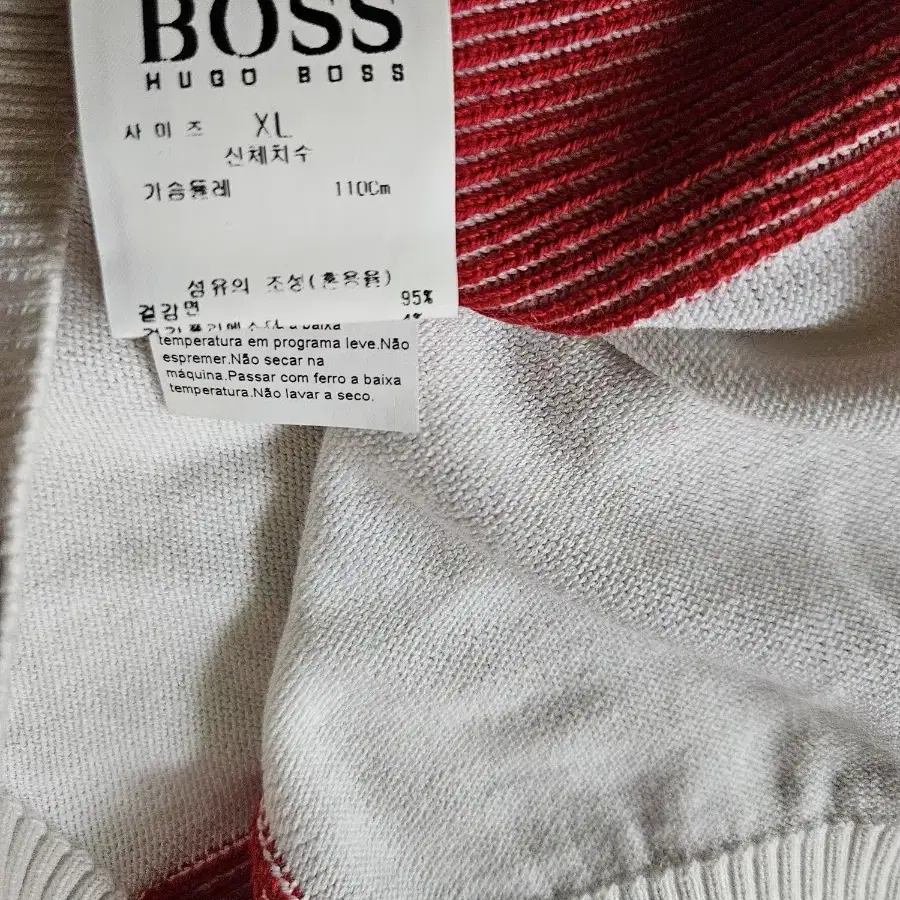 BOSS
HUGO BOSS
사이즈 XL
신체치수
가슴둘레 110Cm
섬유의 조성(혼용율)
겉감면 95%
temperatura em programa leve.Não
espremer.Não secar na
máquina.Passar com ferro a baixa
temperatura.Não lavar a seco.